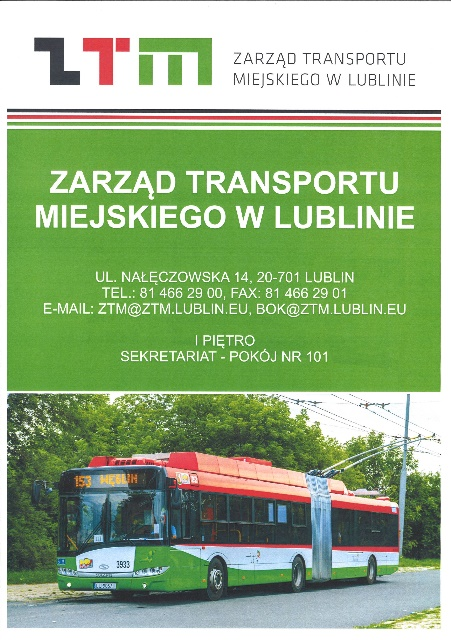 ZTM
ZARZĄD TRANSPORTU
MIEJSKIEGO W LUBLINIE
ZARZĄD TRANSPORTU
MIEJSKIEGO W LUBLINIE
UL. NAŁĘCZOWSKA 14, 20-701 LUBLIN
TEL.: 81 466 29 00, FAX: 81 466 29 01
E-MAIL: ZTM@ZTM.LUBLIN.EU, BOK@ZTM.LUBLIN.EU
I PIĘTRO
SEKRETARIAT - POKÓJ NR 101
153
3933